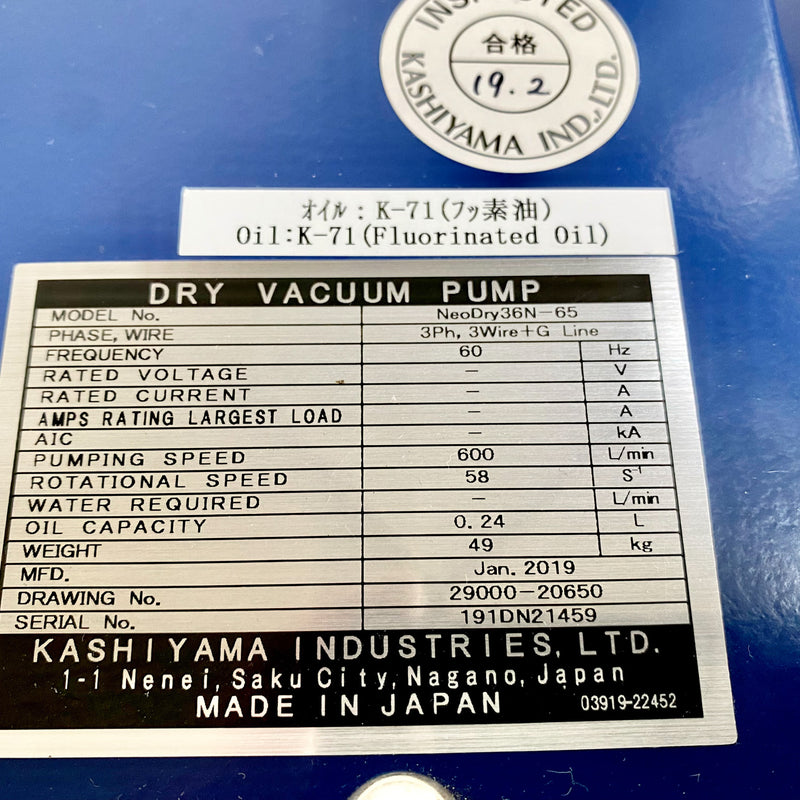 INSPECTED
合格
19.2
KASHIYAMA IND., LTD.
オイル：K-71(フッ素油)
Oil:K-71(Fluorinated Oil)
DRY VACUUM PUMP
MODEL No. NeoDry36N-65
PHASE, WIRE 3Ph, 3Wire+G Line
FREQUENCY 60 Hz
RATED VOLTAGE - V
RATED CURRENT - A
AMPS RATING LARGEST LOAD - A
AIC - kA
PUMPING SPEED 600 L/min
ROTATIONAL SPEED 58 S⁻¹
WATER REQUIRED - L/min
OIL CAPACITY 0.24 L
WEIGHT 49 kg
MFD. Jan. 2019
DRAWING No. 29000-20650
SERIAL No. 191DN21459
KASHIYAMA INDUSTRIES, LTD.
1-1 Nenei, Saku City, Nagano, Japan
MADE IN JAPAN 03919-22452